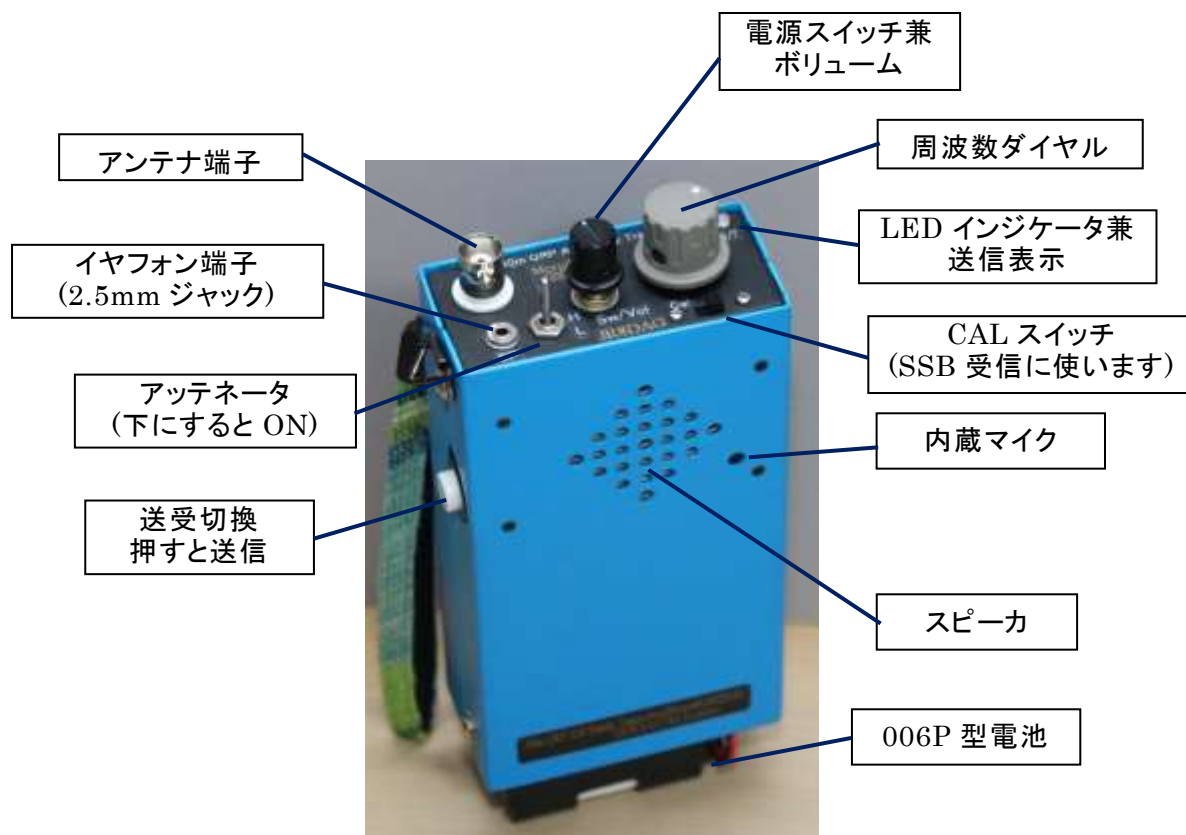 電源スイッチ兼
ボリューム
アンテナ端子
周波数ダイヤル
イヤフォン端子
(2.5mm ジャック)
LED インジケータ兼
送信表示
CAL スイッチ
(SSB 受信に使います)
アッテネータ
(下にすると ON)
内蔵マイク
送受切換
押すと送信
スピーカ
006P 型電池
H
L
Sw/Vol